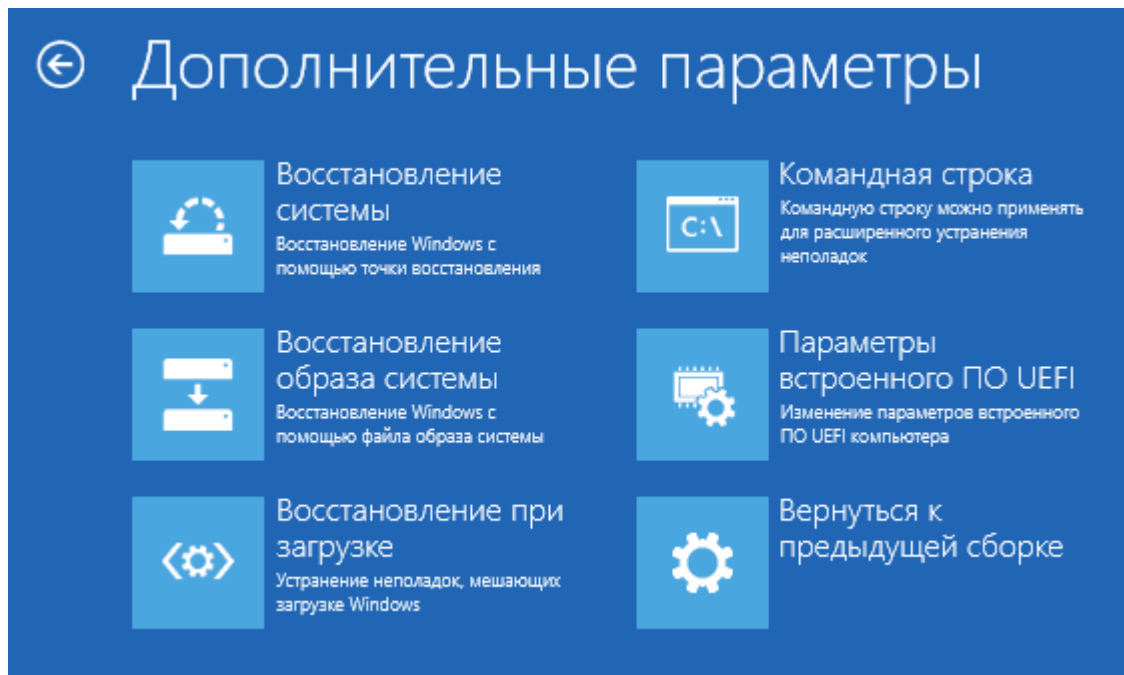 Дополнительные параметры
Восстановление
системы
Восстановление Windows с
помощью точки восстановления
Восстановление
образа системы
Восстановление Windows с
помощью файла образа системы
Восстановление при
загрузке
Устранение неполадок, мешающих
загрузке Windows
Командная строка
Командную строку можно применять
для расширенного устранения
неполадок
C:\
Параметры
встроенного ПО UEFI
Изменение параметров встроенного
ПО UEFI компьютера
Вернуться к
предыдущей сборке